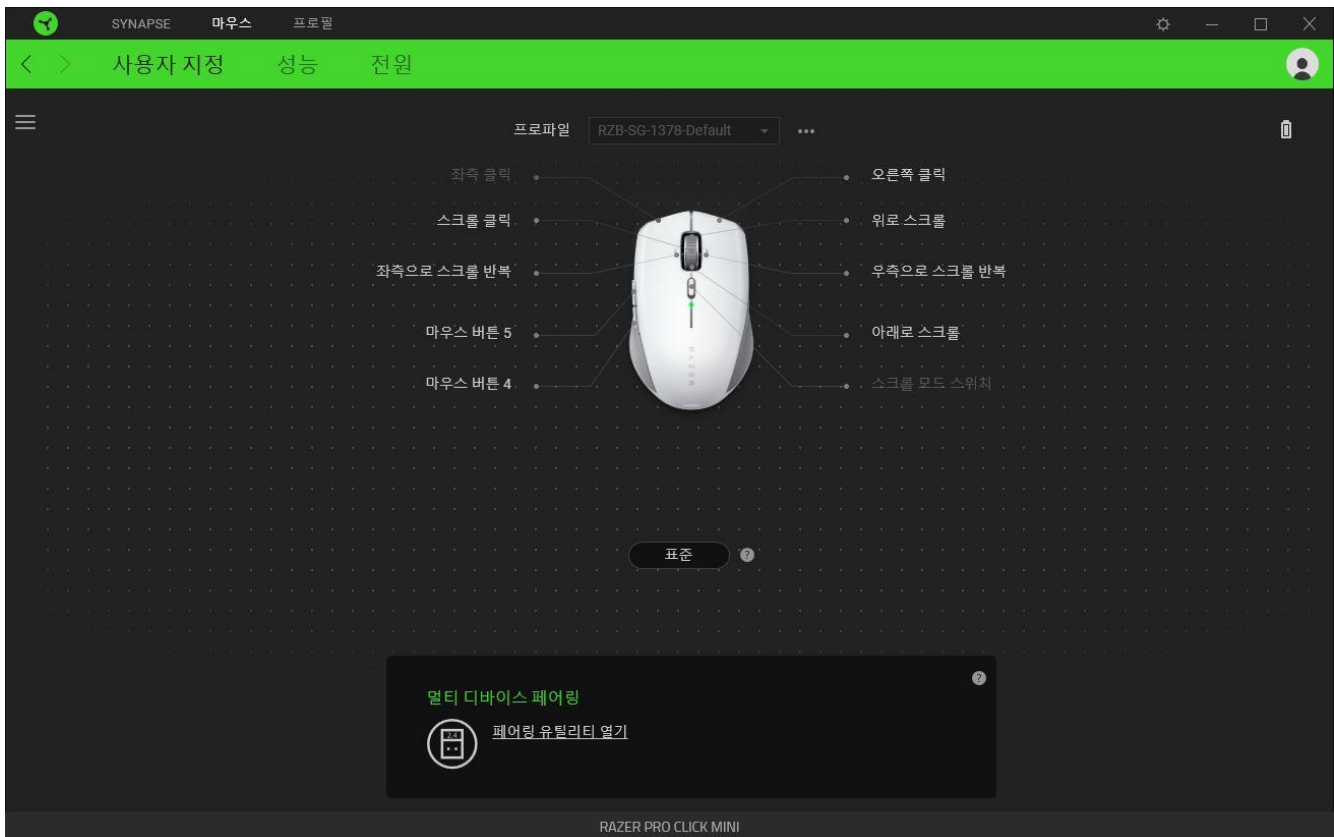 SYNAPSE 마우스 프로필
사용자 지정 성능 전원
프로파일 RZB-SG-1378-Default
좌측 클릭 오른쪽 클릭
스크롤 클릭 위로 스크롤
좌측으로 스크롤 반복 우측으로 스크롤 반복
마우스 버튼 5 아래로 스크롤
마우스 버튼 4 스크롤 모드 스위치
RAZER
표준 ?
?
멀티 디바이스 페어링
2.4
페어링 유틸리티 열기
RAZER PRO CLICK MINI